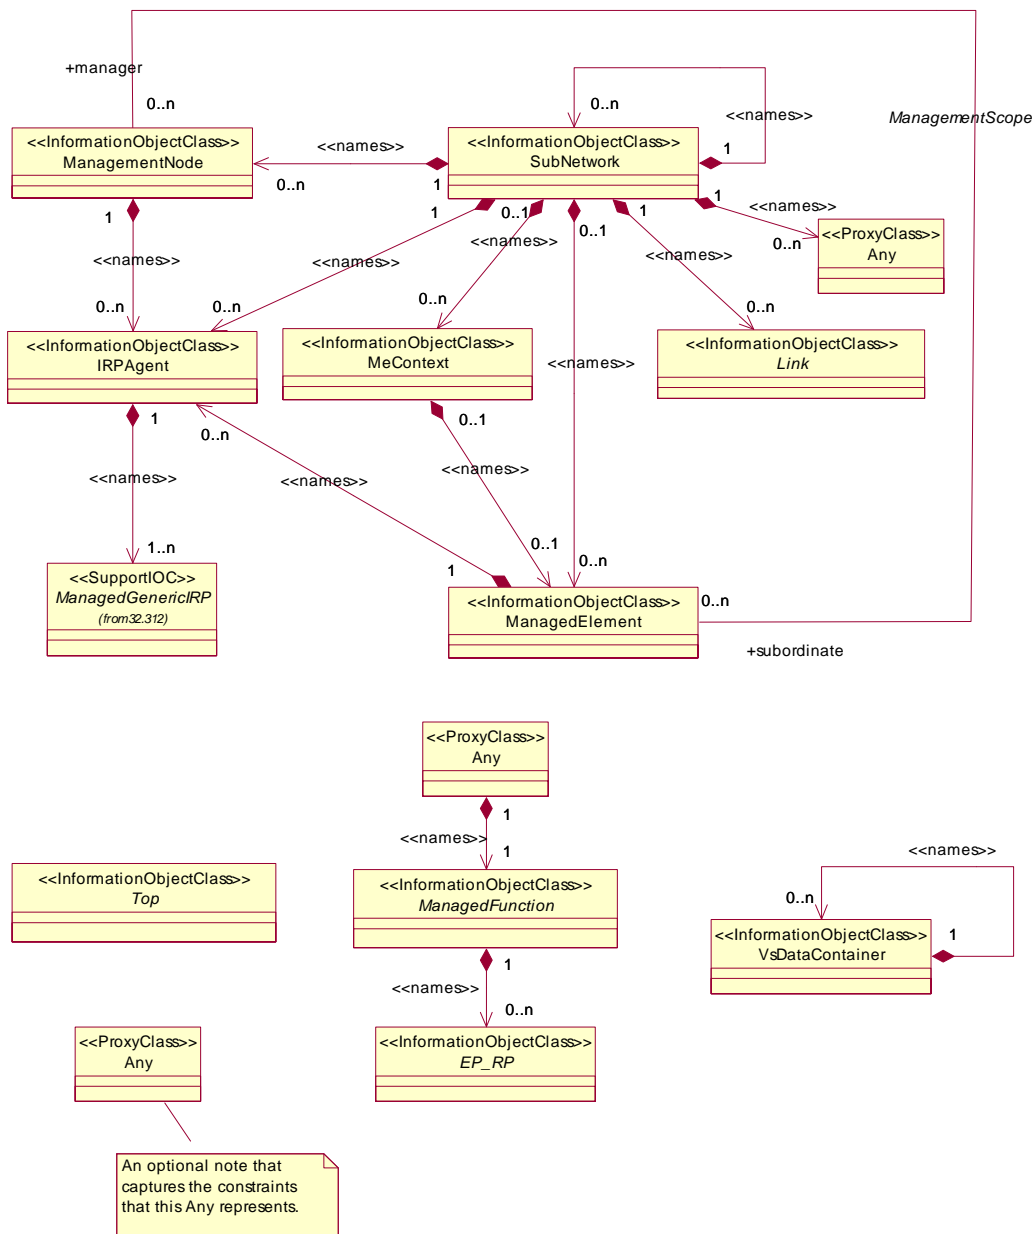 +manager
0..n
0..n
<<names>>
ManagementScope
<<InformationObjectClass>>
ManagementNode
<<names>>
0..n
1
<<InformationObjectClass>>
SubNetwork
1
1
<<names>>
0..n
<<ProxyClass>>
Any
1
<<names>>
0..n
1
<<names>>
0..n
0..1
<<names>>
0..n
0..1
<<names>>
0..n
1
<<names>>
0..n
<<InformationObjectClass>>
IRPAgent
<<InformationObjectClass>>
MeContext
<<InformationObjectClass>>
Link
1
<<names>>
1..n
0..n
<<names>>
1
0..1
<<names>>
0..1
<<SupportIOC>>
ManagedGenericIRP
(from32.312)
<<InformationObjectClass>>
ManagedElement
0..n
+subordinate
<<ProxyClass>>
Any
1
<<names>>
1
<<InformationObjectClass>>
Top
<<InformationObjectClass>>
ManagedFunction
<<names>>
0..n
1
<<InformationObjectClass>>
VsDataContainer
1
<<names>>
0..n
<<ProxyClass>>
Any
<<InformationObjectClass>>
EP_RP
An optional note that
captures the constraints
that this Any represents.